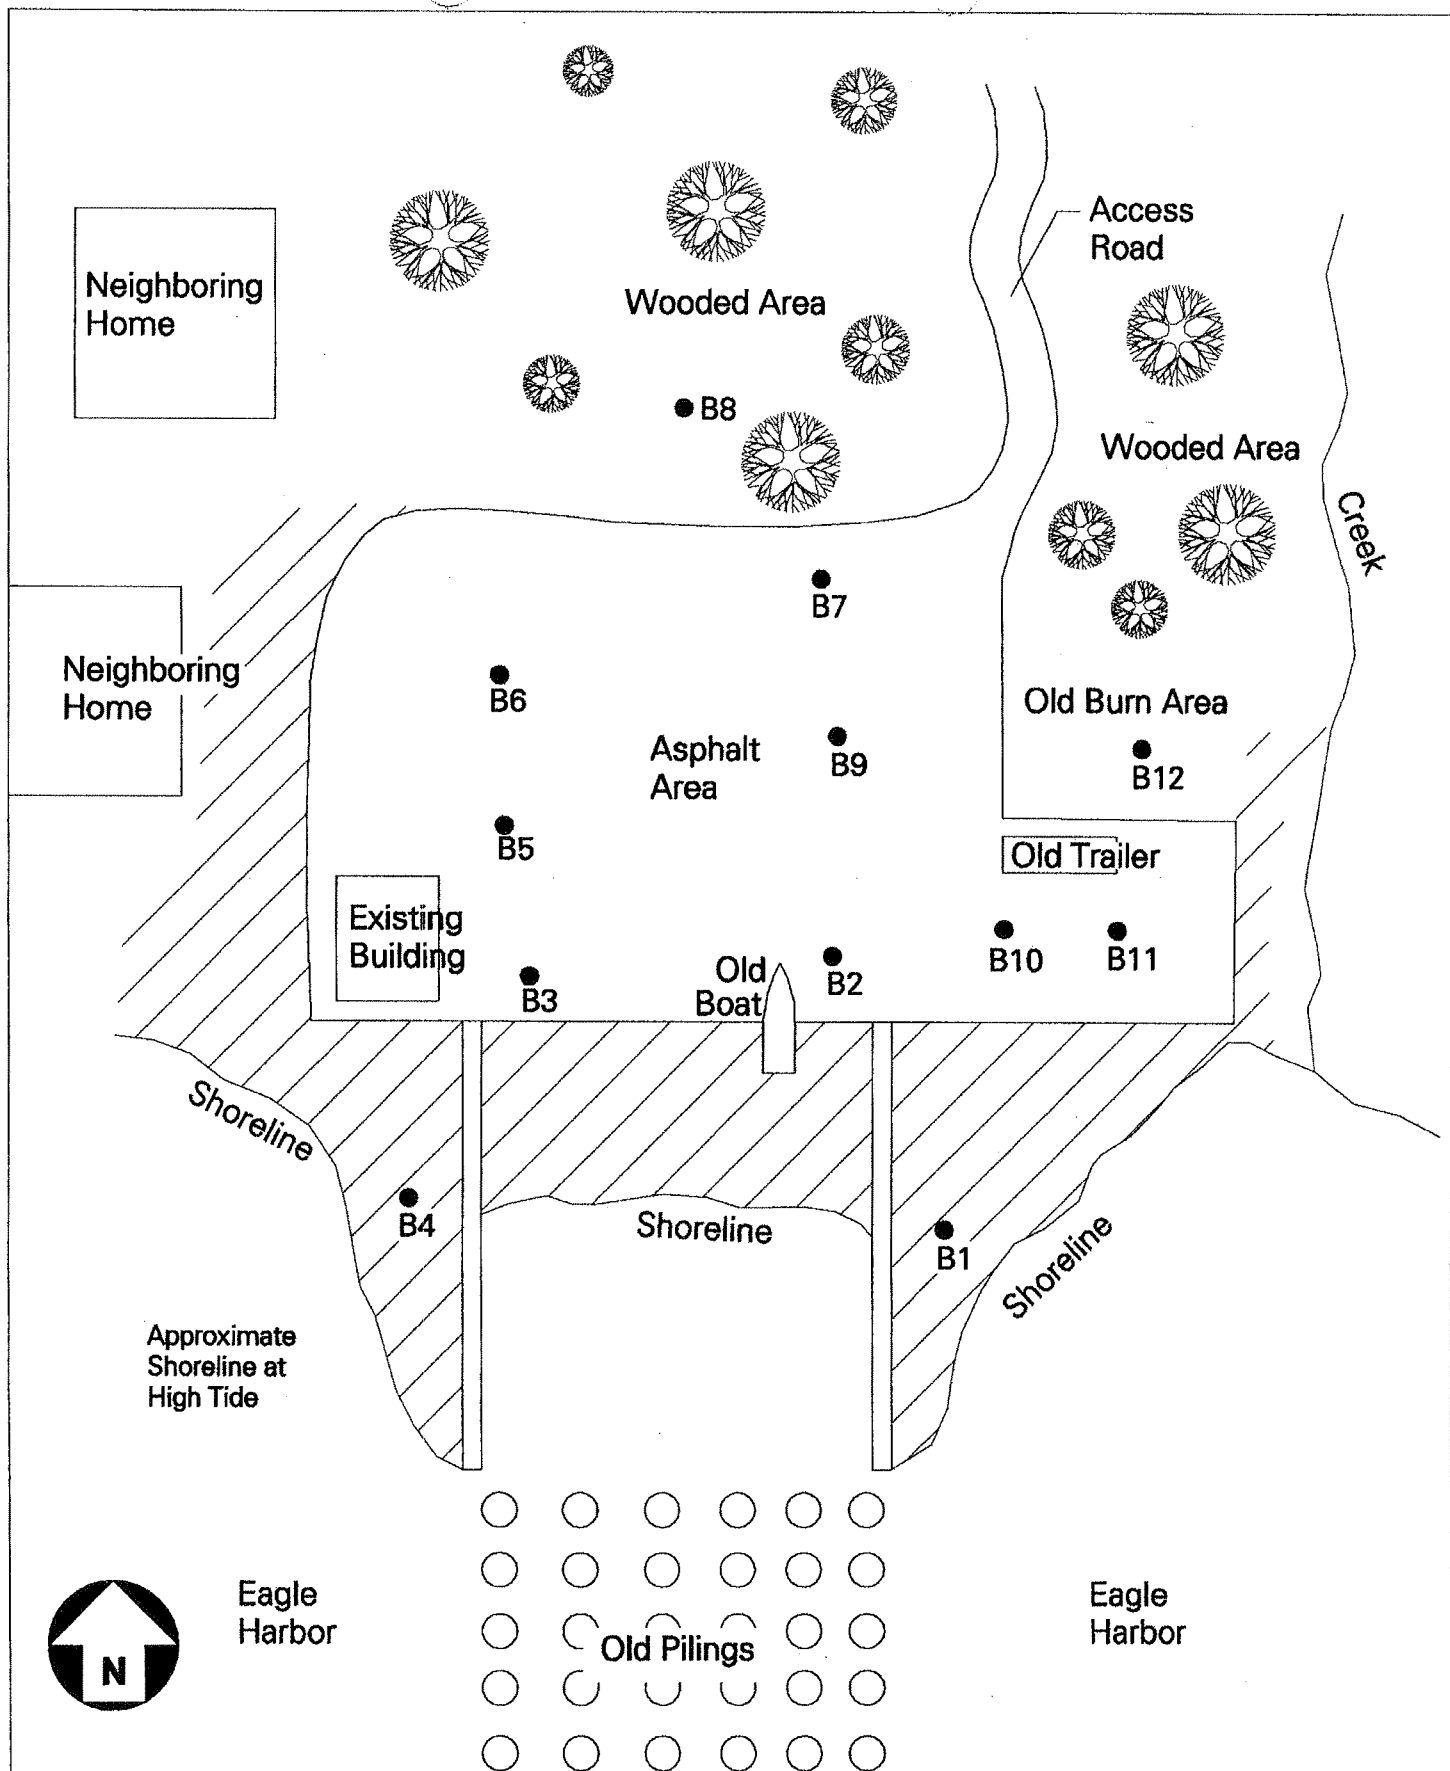 Access
Road
Neighboring
Home
Wooded Area
B8
Wooded Area
Creek
B7
Neighboring
Home
B6
Old Burn Area
Asphalt
Area
B9
B12
B5
Old Trailer
Existing
Building
B3
Old
Boat
B2
B10
B11
Shoreline
B4
Shoreline
B1
Shoreline
Approximate
Shoreline at
High Tide
Eagle
Harbor
Eagle
Harbor
Old Pilings
N